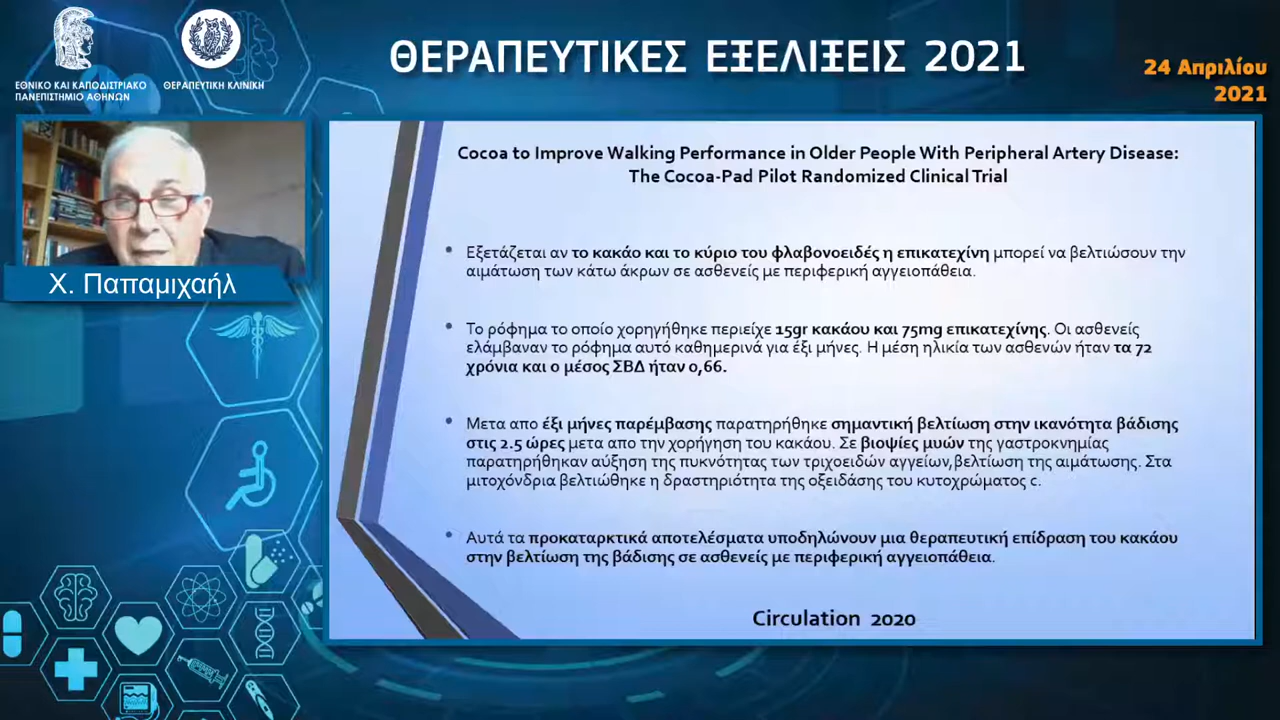 ΘΕΡΑΠΕΥΤΙΚΕΣ ΕΞΕΛΙΞΕΙΣ 2021
24 Απριλίου
2021
ΕΘΝΙΚΟ ΚΑΙ ΚΑΠΟΔΙΣΤΡΙΑΚΟ
ΠΑΝΕΠΙΣΤΗΜΙΟ ΑΘΗΝΩΝ
ΘΕΡΑΠΕΥΤΙΚΗ ΚΛΙΝΙΚΗ
Χ. Παπαμιχαήλ
Cocoa to Improve Walking Performance in Older People With Peripheral Artery Disease:
The Cocoa-Pad Pilot Randomized Clinical Trial
• Εξετάζεται αν το κακάο και το κύριο του φλαβονοειδές η επικατεχίνη μπορεί να βελτιώσουν την
αιμάτωση των κάτω άκρων σε ασθενείς με περιφερική αγγειοπάθεια.
• Το ρόφημα το οποίο χορηγήθηκε περιείχε 15gr κακάου και 75mg επικατεχίνης. Οι ασθενείς
ελάμβαναν το ρόφημα αυτό καθημερινά για έξι μήνες. Η μέση ηλικία των ασθενών ήταν τα 72
χρόνια και ο μέσος ΣΒΔ ήταν 0,66.
• Μετα απο έξι μήνες παρέμβασης παρατηρήθηκε σημαντική βελτίωση στην ικανότητα βάδισης
στις 2.5 ώρες μετα απο την χορήγηση του κακάου. Σε βιοψίες μυών της γαστροκνημίας
παρατηρήθηκαν αύξηση της πυκνότητας των τριχοειδών αγγείων,βελτίωση της αιμάτωσης. Στα
μιτοχόνδρια βελτιώθηκε η δραστηριότητα της οξειδάσης του κυτοχρώματος c.
• Αυτά τα προκαταρκτικά αποτελέσματα υποδηλώνουν μια θεραπευτική επίδραση του κακάου
στην βελτίωση της βάδισης σε ασθενείς με περιφερική αγγειοπάθεια.
Circulation 2020